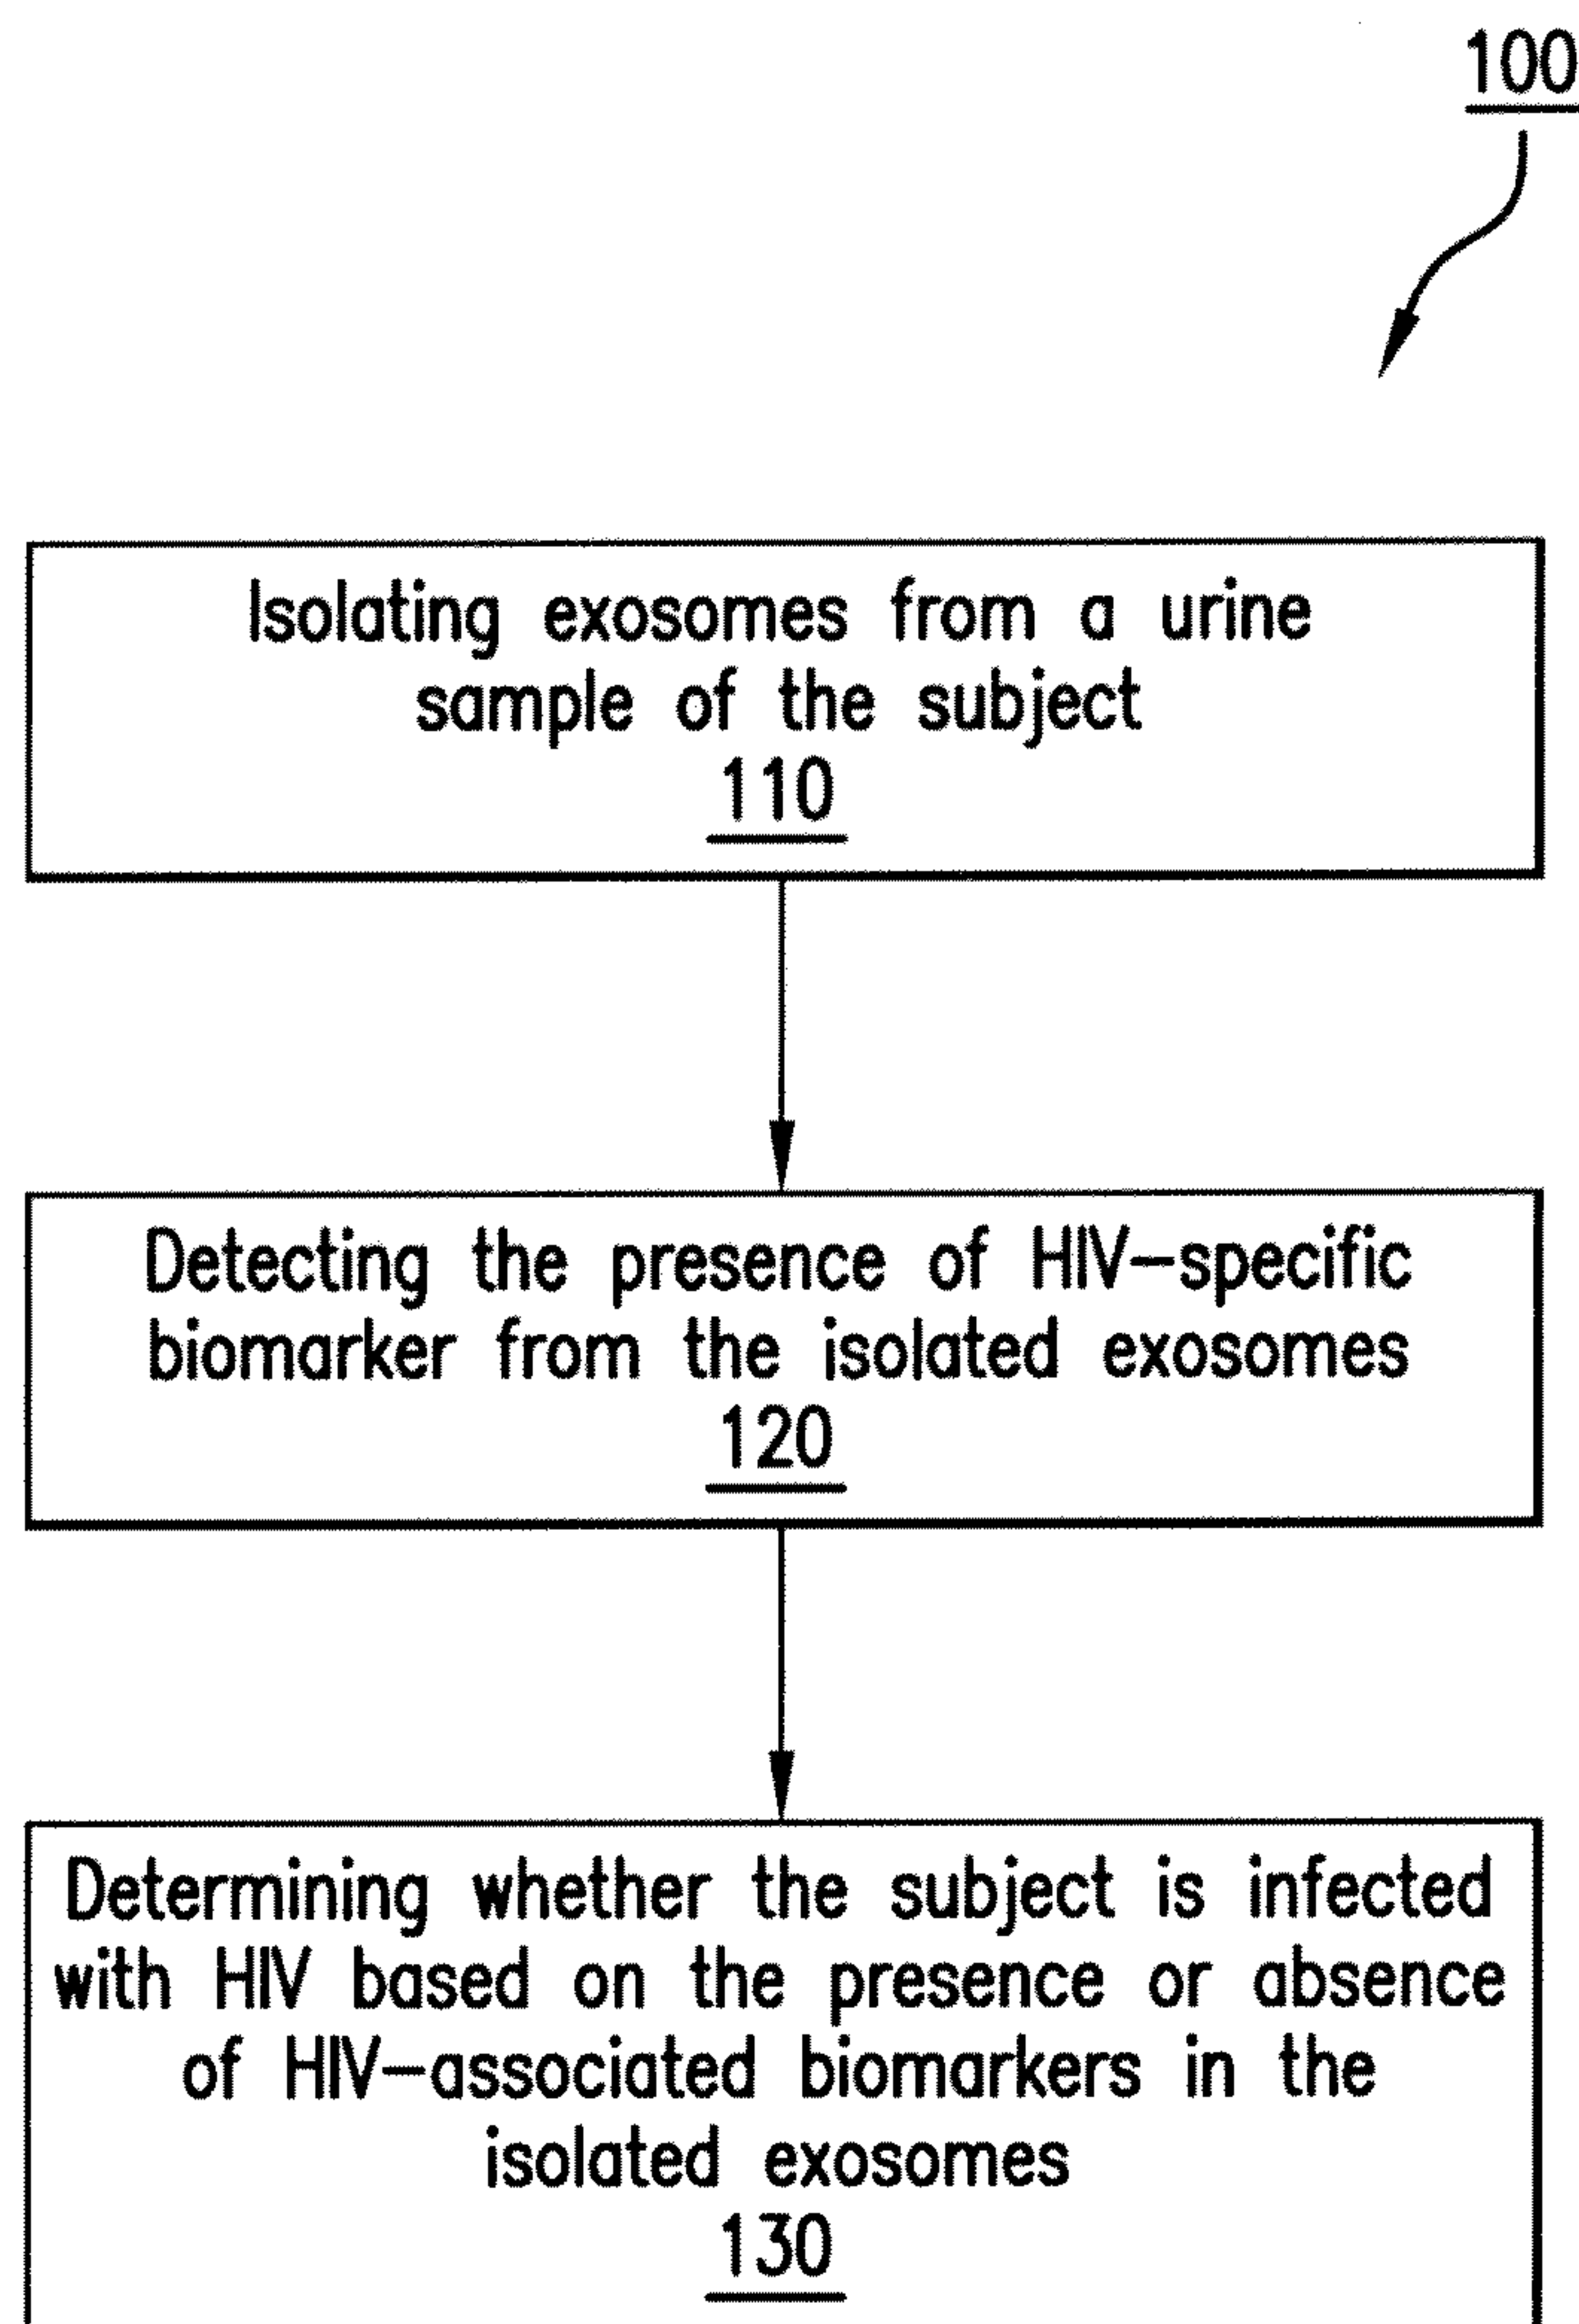 100
Isolating exosomes from a urine
sample of the subject
110
Detecting the presence of HIV-specific
biomarker from the isolated exosomes
120
Determining whether the subject is infected
with HIV based on the presence or absence
of HIV-associated biomarkers in the
isolated exosomes
130